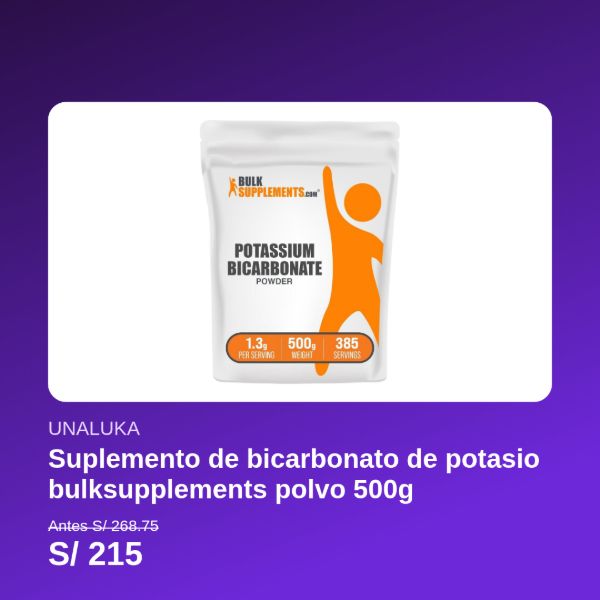 BULK
SUPPLEMENTS.COM®
POTASSIUM
BICARBONATE
POWDER
1.3g 500g 385
PER SERVING WEIGHT SERVINGS
UNALUKA
Suplemento de bicarbonato de potasio
bulksupplements polvo 500g
Antes S/ 268.75
S/ 215